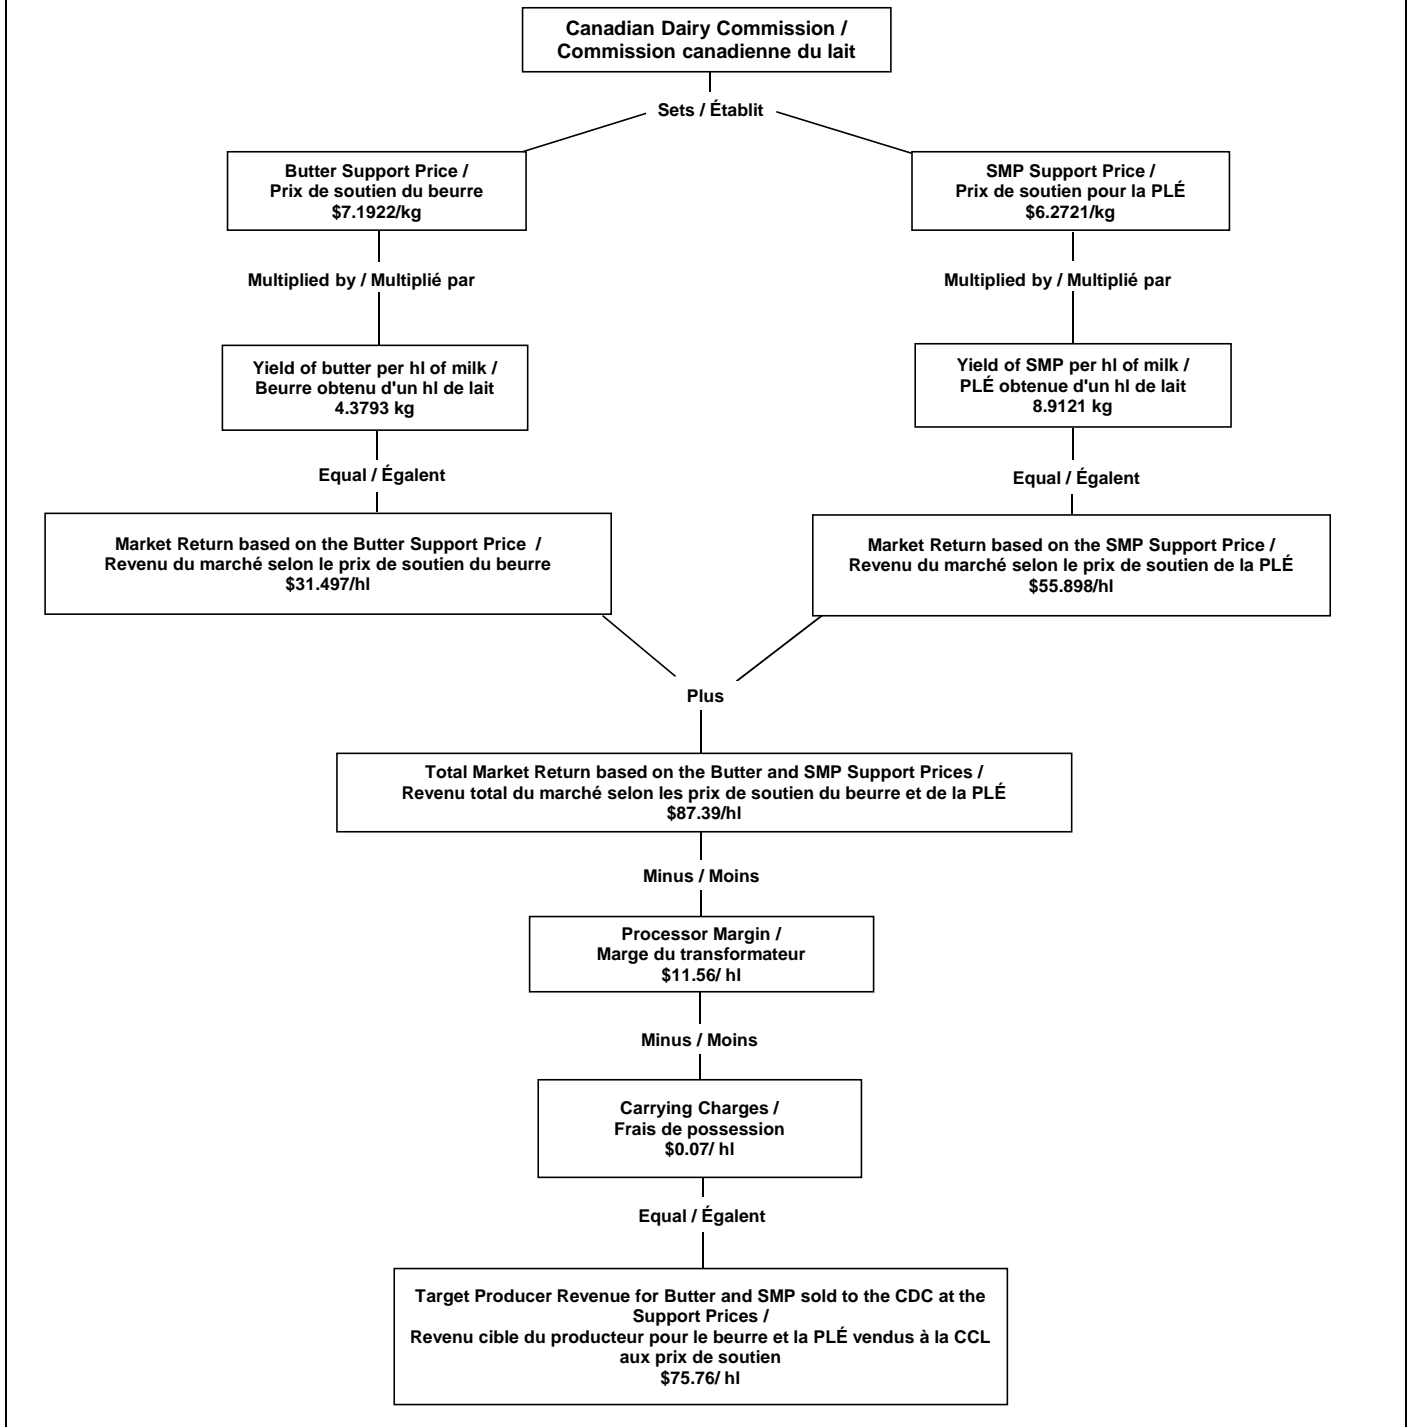 Canadian Dairy Commission /
Commission canadienne du lait
Sets / Établit
Butter Support Price /
Prix de soutien du beurre
$7.1922/kg
SMP Support Price /
Prix de soutien pour la PLÉ
$6.2721/kg
Multiplied by / Multiplié par
Multiplied by / Multiplié par
Yield of butter per hl of milk /
Beurre obtenu d'un hl de lait
4.3793 kg
Yield of SMP per hl of milk /
PLÉ obtenue d'un hl de lait
8.9121 kg
Equal / Égalent
Equal / Égalent
Market Return based on the Butter Support Price /
Revenu du marché selon le prix de soutien du beurre
$31.497/hl
Market Return based on the SMP Support Price /
Revenu du marché selon le prix de soutien de la PLÉ
$55.898/hl
Plus
Total Market Return based on the Butter and SMP Support Prices /
Revenu total du marché selon les prix de soutien du beurre et de la PLÉ
$87.39/hl
Minus / Moins
Processor Margin /
Marge du transformateur
$11.56/ hl
Minus / Moins
Carrying Charges /
Frais de possession
$0.07/ hl
Equal / Égalent
Target Producer Revenue for Butter and SMP sold to the CDC at the
Support Prices /
Revenu cible du producteur pour le beurre et la PLÉ vendus à la CCL
aux prix de soutien
$75.76/ hl